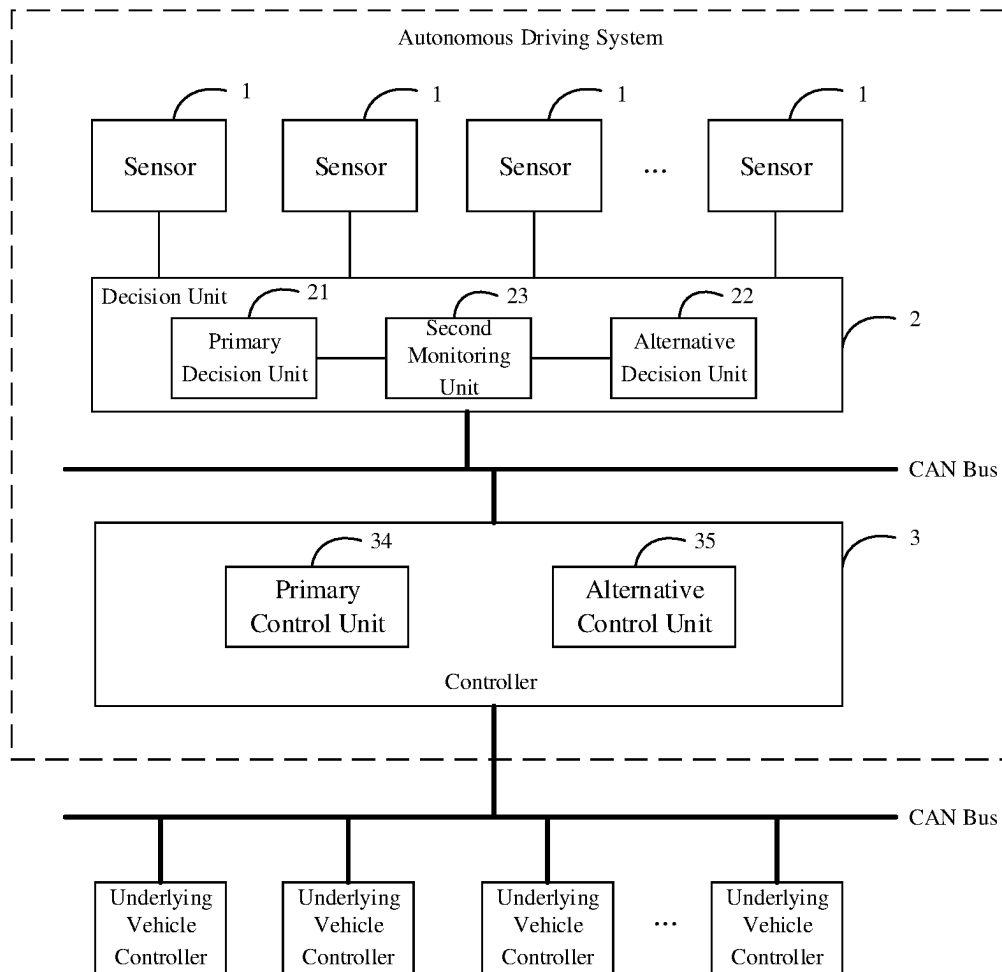 Autonomous Driving System
1 1 1 1
Sensor Sensor Sensor ... Sensor
Decision Unit 21 23 22 2
Primary
Decision Unit
Second
Monitoring
Unit
Alternative
Decision Unit
CAN Bus
34 35 3
Primary
Control Unit
Alternative
Control Unit
Controller
CAN Bus
Underlying
Vehicle
Controller
Underlying
Vehicle
Controller
Underlying
Vehicle
Controller
...
Underlying
Vehicle
Controller